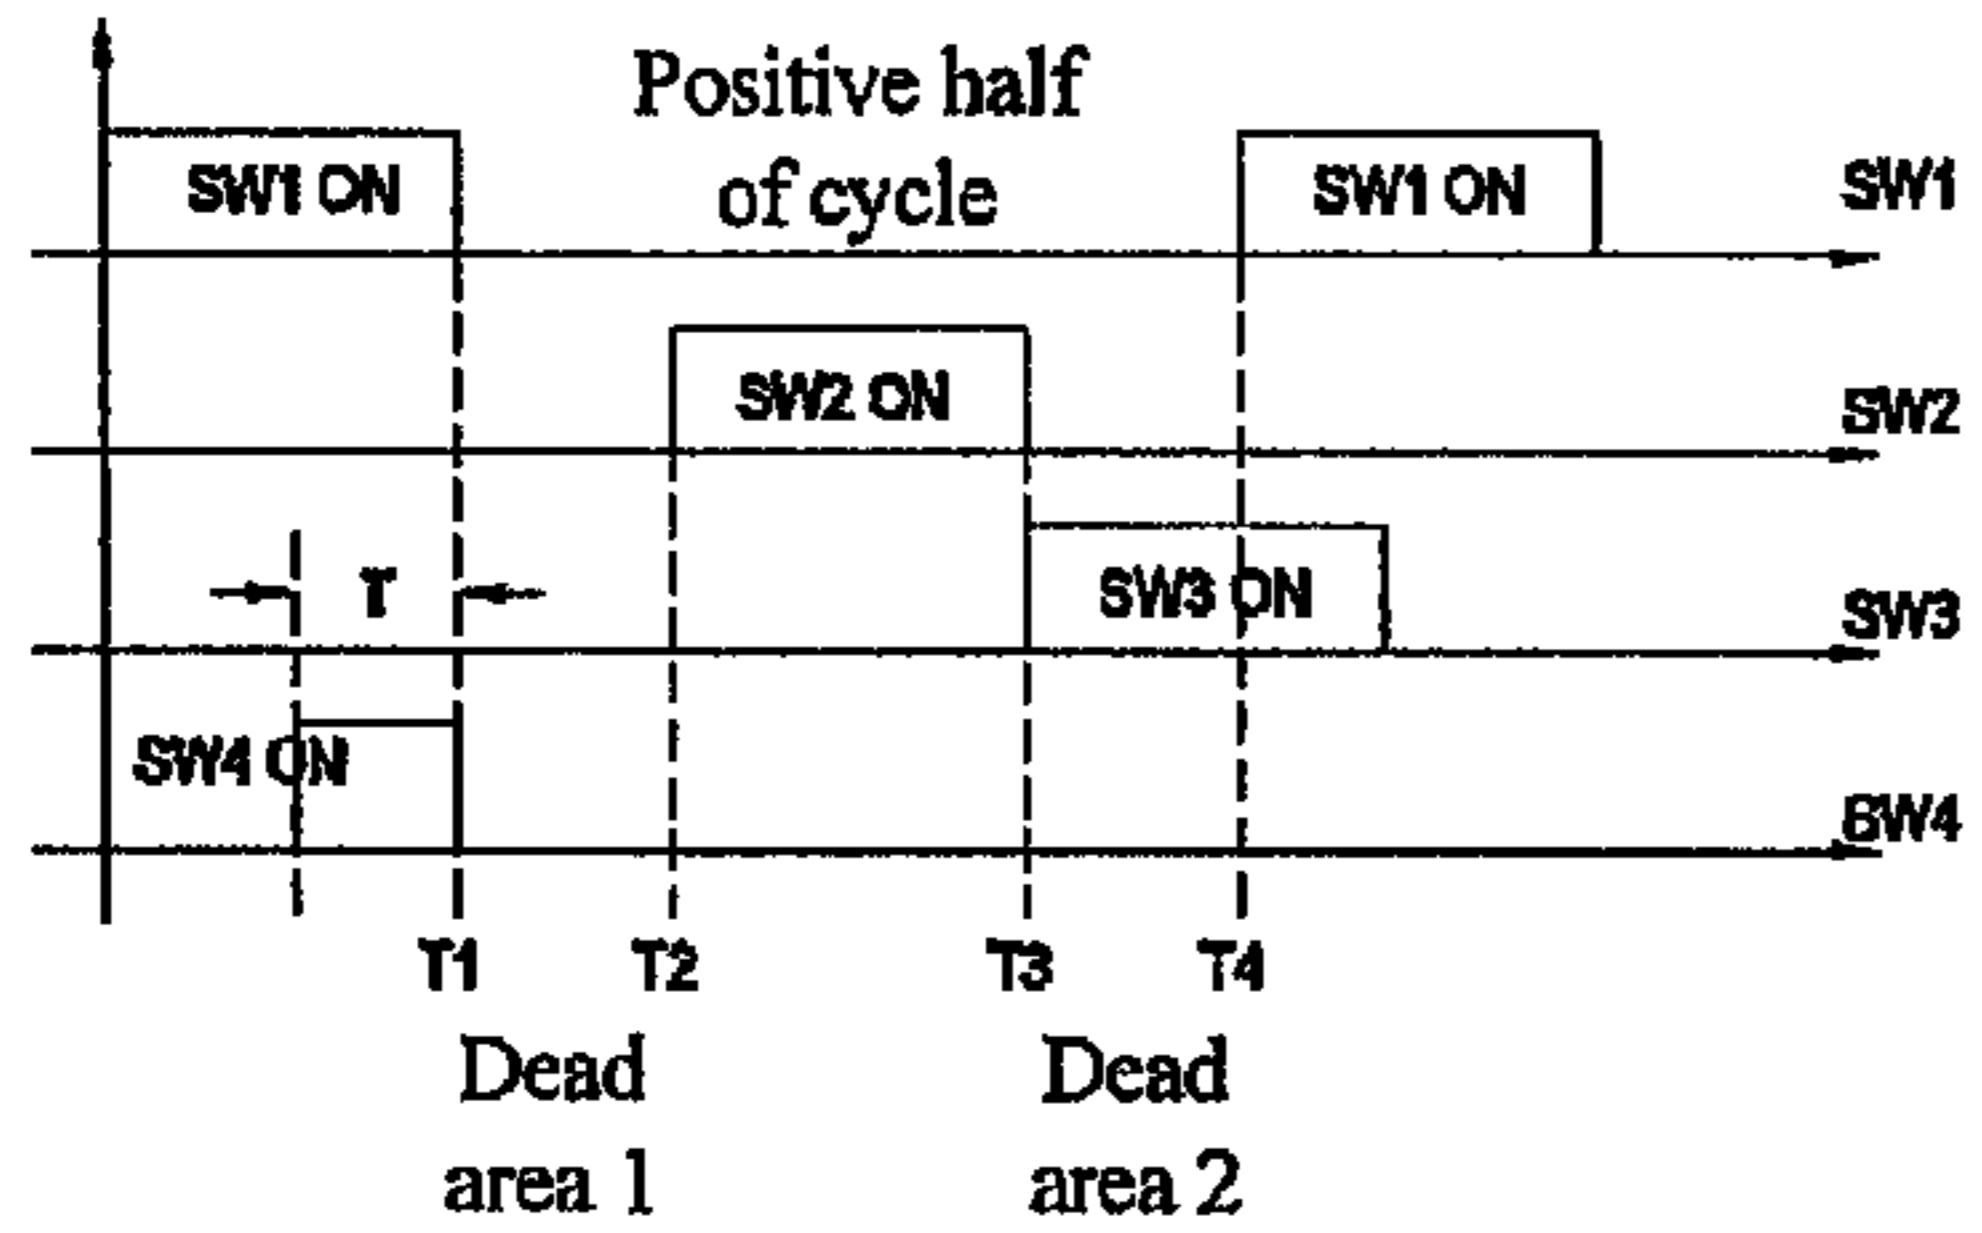 Positive half
of cycle
SW1 ON
SW1 ON
SW1
SW2 ON
SW2
T
SW3 ON
SW3
SW4 ON
SW4
T1
T2
T3
T4
Dead
area 1
Dead
area 2